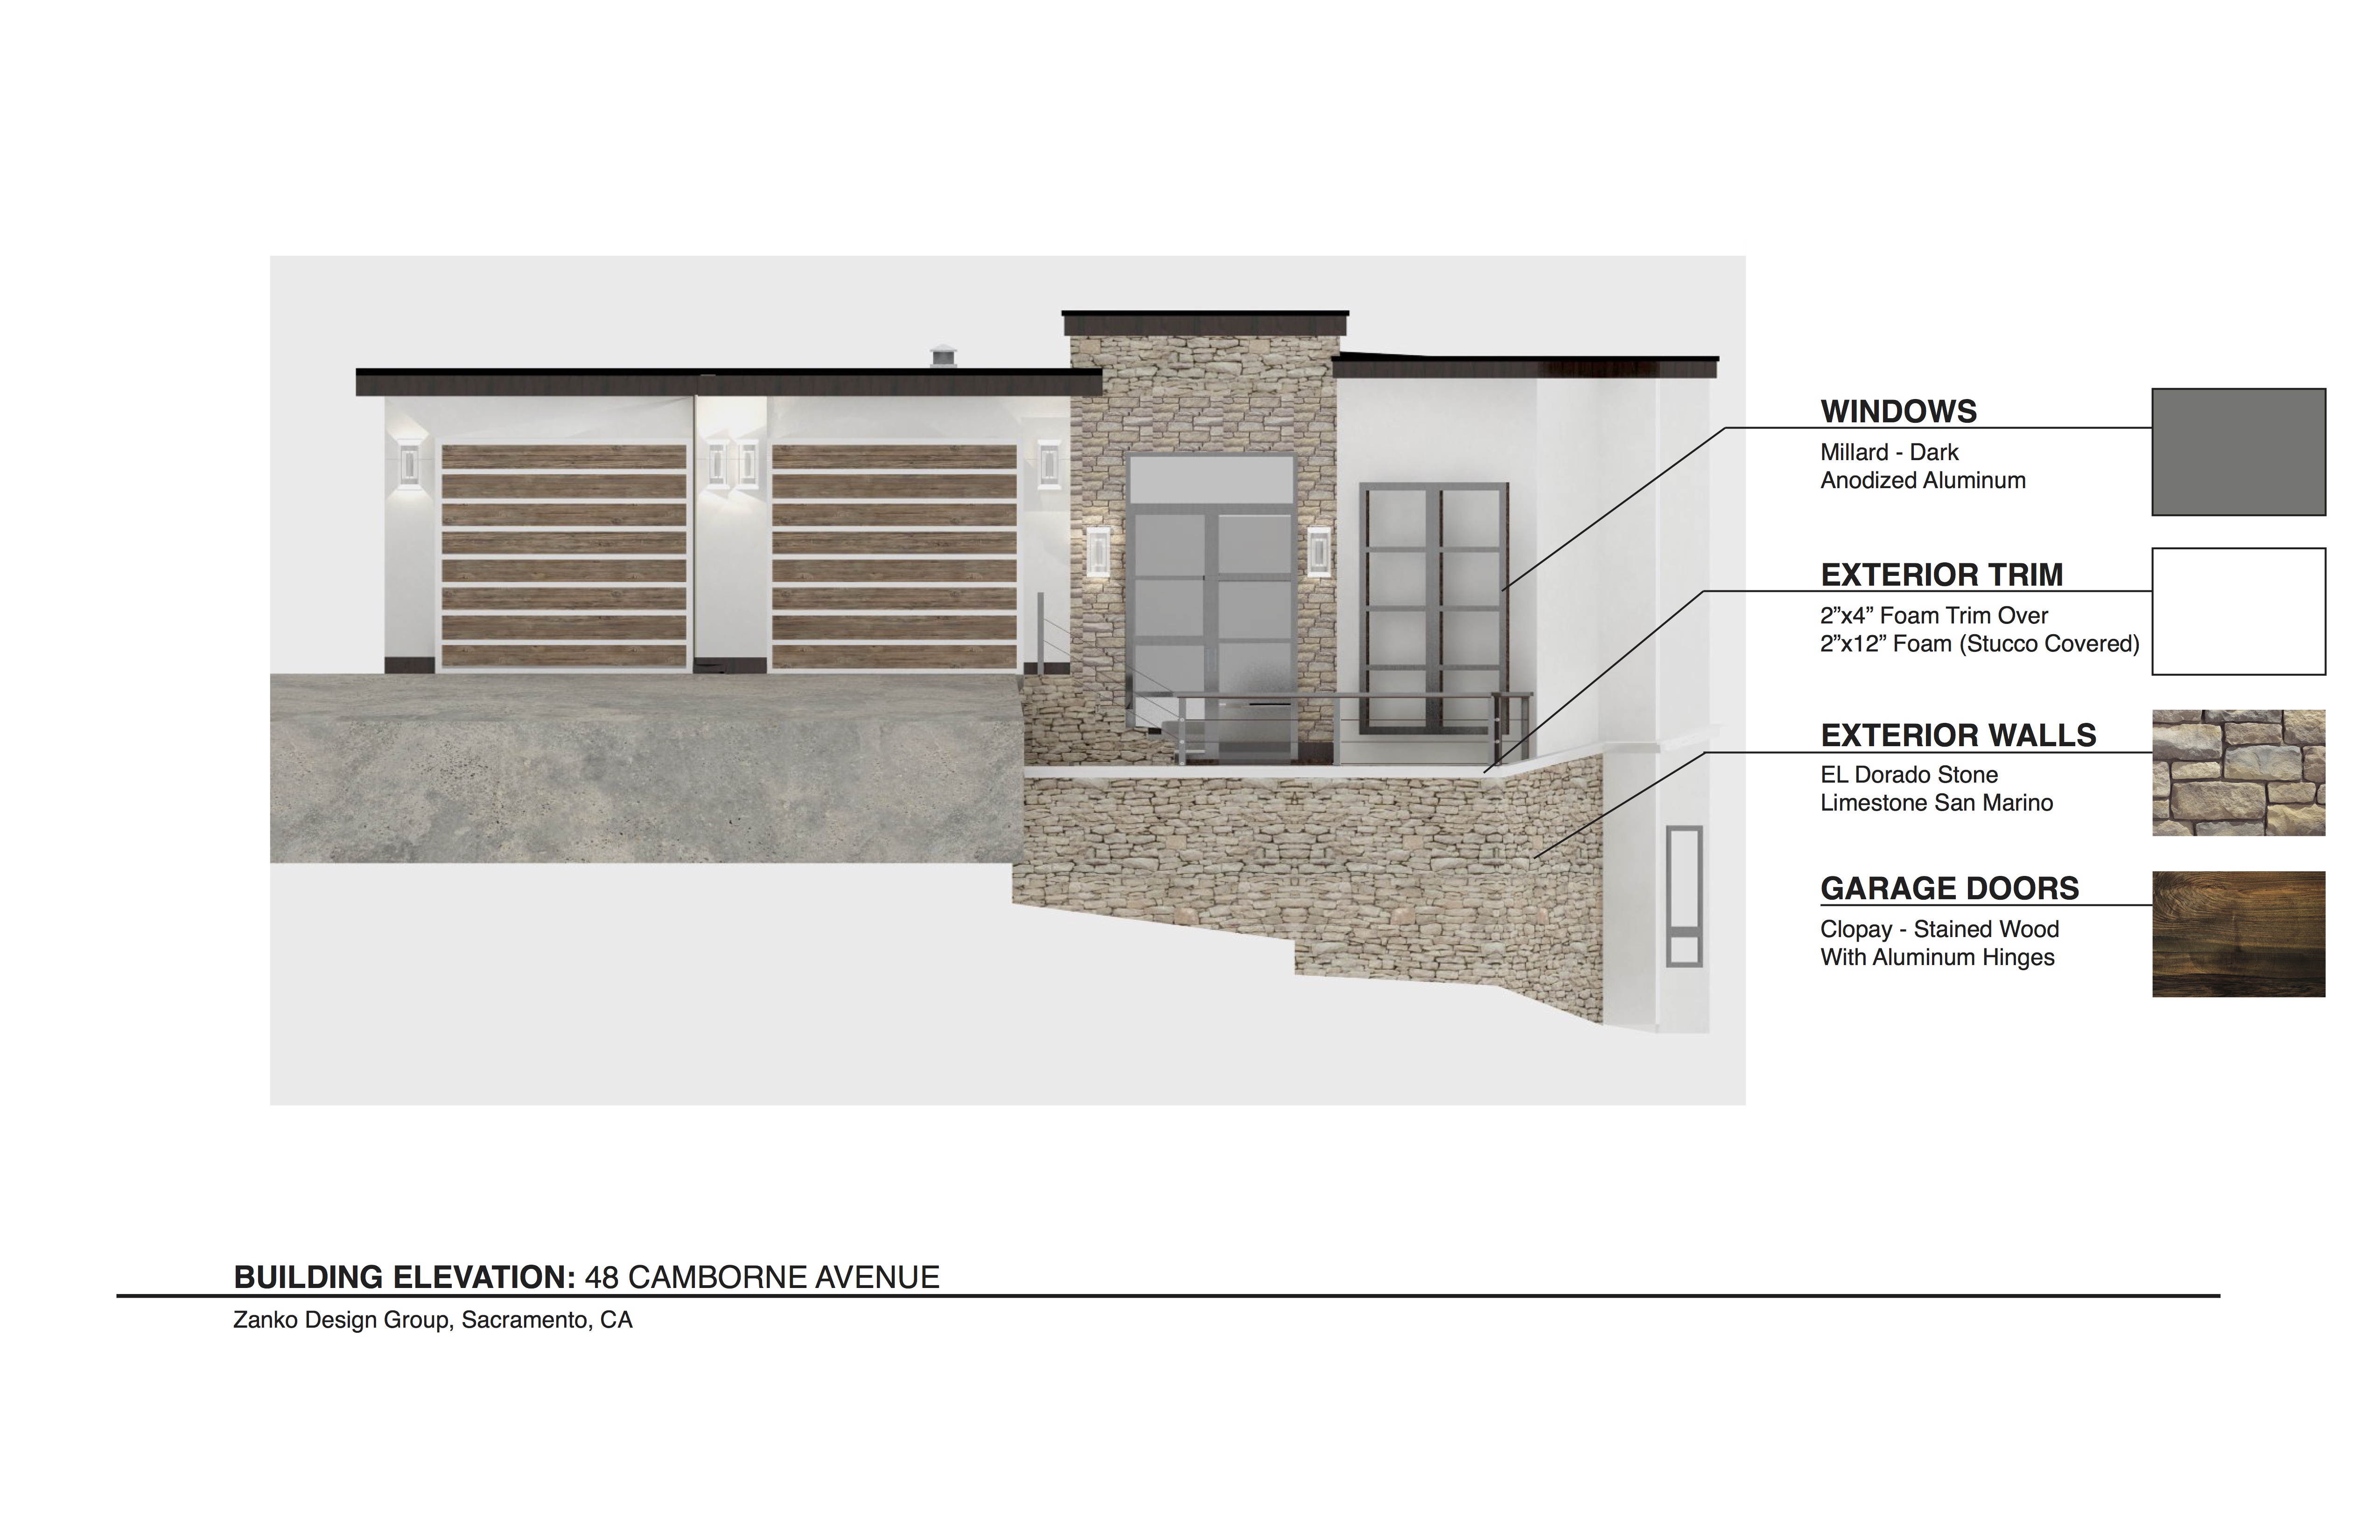 WINDOWS
Millard - Dark
Anodized Aluminum
EXTERIOR TRIM
2”x4” Foam Trim Over
2”x12” Foam (Stucco Covered)
EXTERIOR WALLS
EL Dorado Stone
Limestone San Marino
GARAGE DOORS
Clopay - Stained Wood
With Aluminum Hinges
BUILDING ELEVATION: 48 CAMBORNE AVENUE
Zanko Design Group, Sacramento, CA